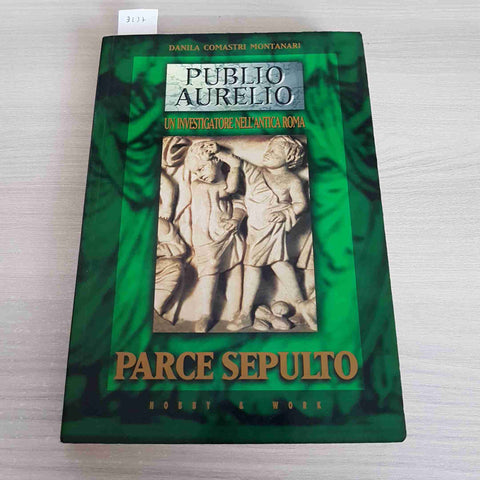 DANILA COMASTRI MONTANARI
PUBLIO
AURELIO
UN INVESTIGATORE NELL'ANTICA ROMA
PARCE SEPULTO
HOBBY & WORK